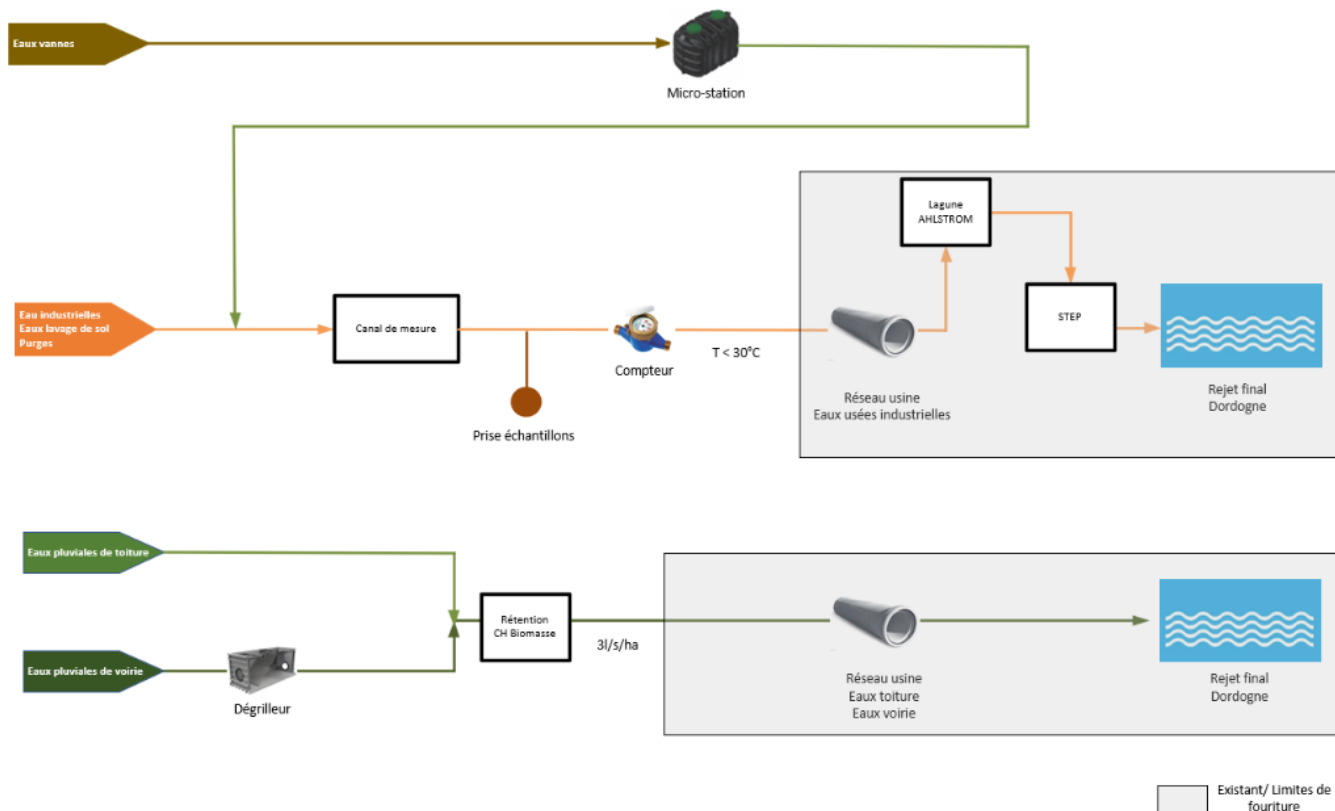 Eaux vannes
Micro-station
Eau industrielles
Eaux lavage de sol
Purges
Canal de mesure
Prise échantillons
Compteur
T < 30°C
Réseau usine
Eaux usées industrielles
Lagune
AHLSTROM
STEP
Rejet final
Dordogne
Eaux pluviales de toiture
Eaux pluviales de voirie
Dégrilleur
Rétention
CH Biomasse
3l/s/ha
Réseau usine
Eaux toiture
Eaux voirie
Rejet final
Dordogne
Existant/ Limites de
fouriture